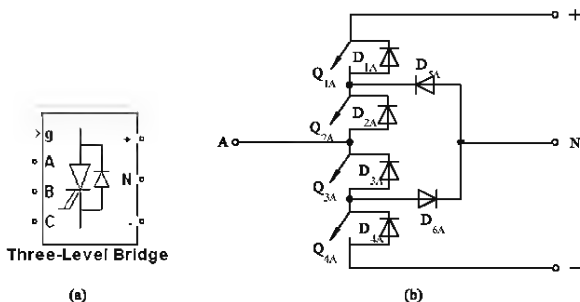 g
A
B
C
+
N
-
Three-Level Bridge
(a)
+
Q1A
D1A
D5A
Q2A
D2A
A
N
Q3A
D3A
D6A
Q4A
D4A
−
(b)